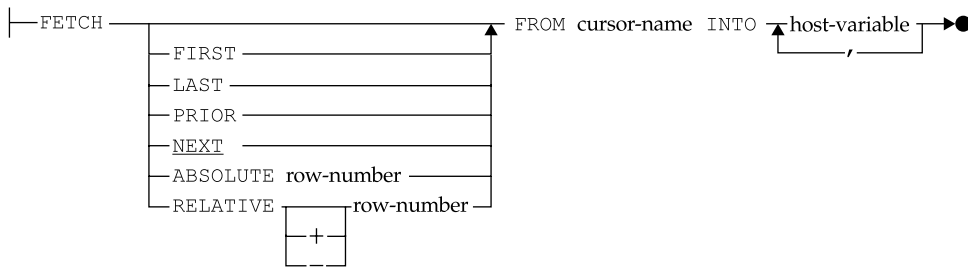 FETCH FROM cursor-name INTO host-variable
,
FIRST
LAST
PRIOR
NEXT
ABSOLUTE row-number
RELATIVE row-number
+
–